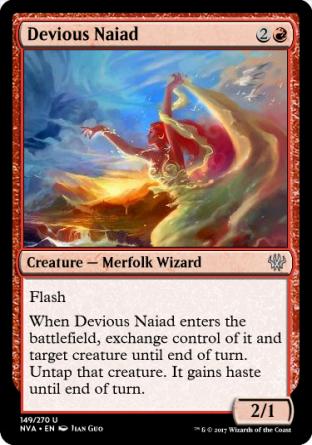 Devious Naiad 2
Creature — Merfolk Wizard
Flash
When Devious Naiad enters the
battlefield, exchange control of it and
target creature until end of turn.
Untap that creature. It gains haste
until end of turn.
2/1
149/270 U
NVA • EN Jian Guo
™ & © 2017 Wizards of the Coast